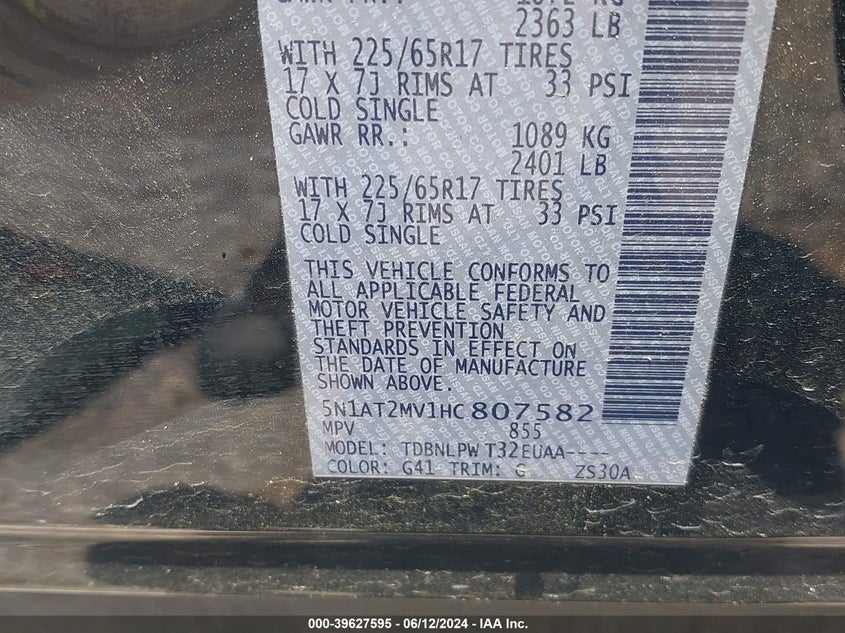 2363 LB
WITH 225/65R17 TIRES
17 X 7J RIMS AT 33 PSI
COLD SINGLE
GAWR RR.: 1089 KG
2401 LB
WITH 225/65R17 TIRES
17 X 7J RIMS AT 33 PSI
COLD SINGLE
THIS VEHICLE CONFORMS TO
ALL APPLICABLE FEDERAL
MOTOR VEHICLE SAFETY AND
THEFT PREVENTION
STANDARDS IN EFFECT ON
THE DATE OF MANUFACTURE
SHOWN ABOVE.
5N1AT2MV1HC807582
MPV 855
MODEL: TDBNLPW T32EUAA----
COLOR: G41 TRIM: G ZS30A
000-39627595 - 06/12/2024 - IAA Inc.